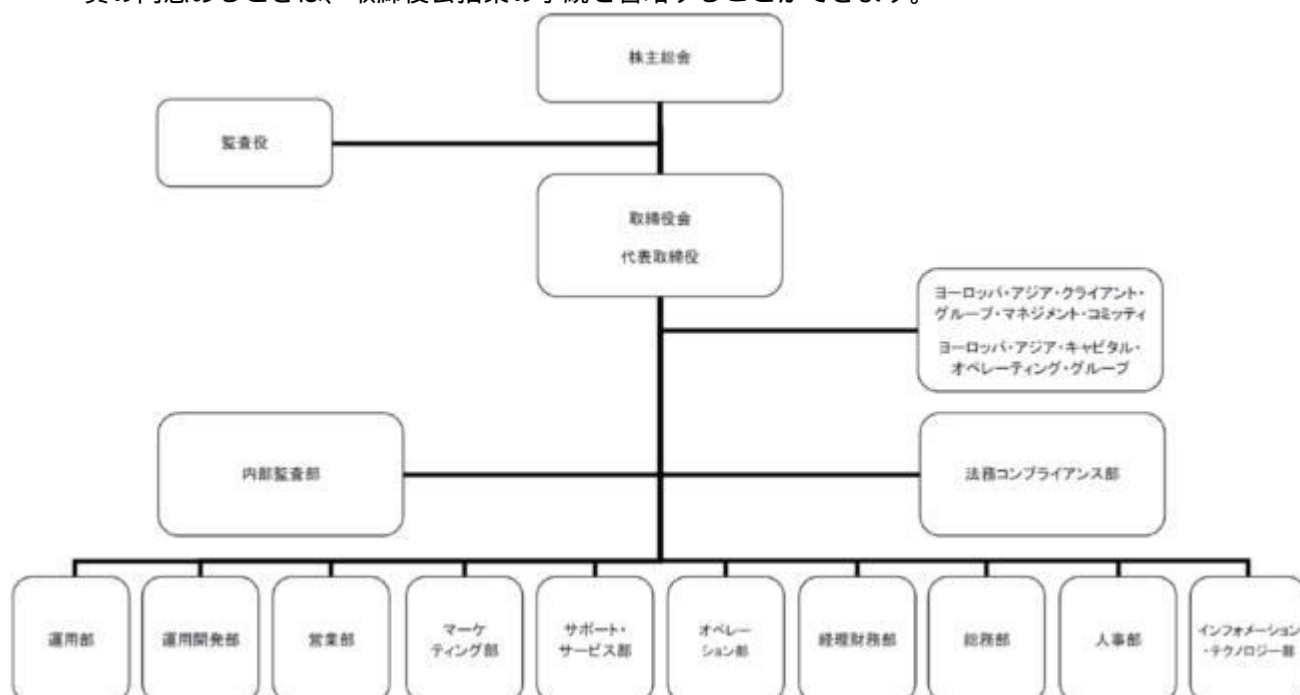 株主総会
監査役
取締役会
代表取締役
ヨーロッパ・アジア・クライアント・
グループ・マネジメント・コミッティ
ヨーロッパ・アジア・キャピタル・
オペレーティング・グループ
内部監査部
法務コンプライアンス部
運用部
運用開発部
営業部
マーケ
ティング部
サポート・
サービス部
オペレー
ション部
経理財務部
総務部
人事部
インフォメーション
・テクノロジー部